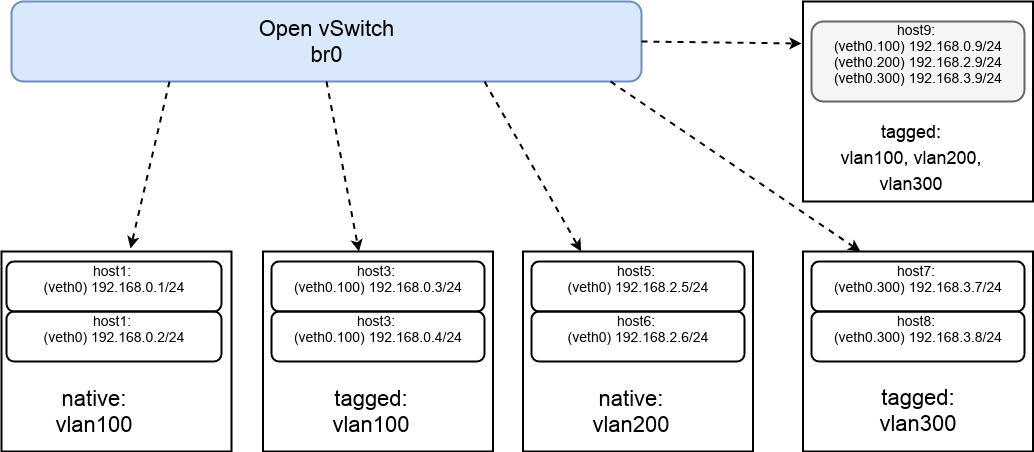 Open vSwitch
br0
host9:
(veth0.100) 192.168.0.9/24
(veth0.200) 192.168.2.9/24
(veth0.300) 192.168.3.9/24
tagged:
vlan100, vlan200,
vlan300
host1:
(veth0) 192.168.0.1/24
host1:
(veth0) 192.168.0.2/24
native:
vlan100
host3:
(veth0.100) 192.168.0.3/24
host3:
(veth0.100) 192.168.0.4/24
tagged:
vlan100
host5:
(veth0) 192.168.2.5/24
host6:
(veth0) 192.168.2.6/24
native:
vlan200
host7:
(veth0.300) 192.168.3.7/24
host8:
(veth0.300) 192.168.3.8/24
tagged:
vlan300